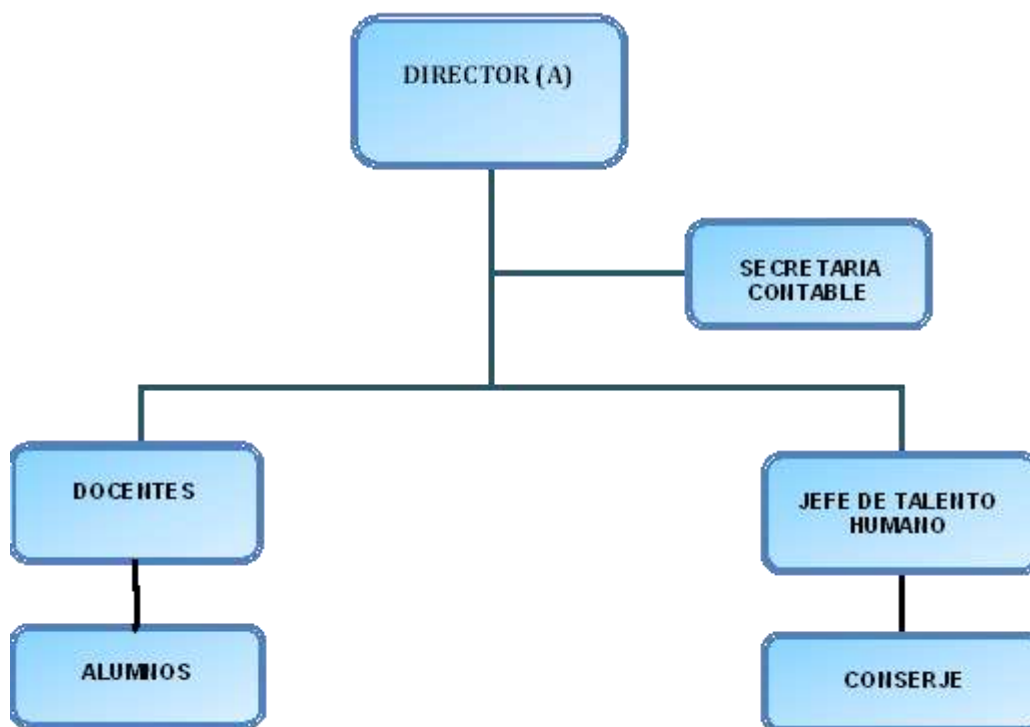 DIRECTOR (A)
SECRETARIA
CONTABLE
DOCENTES
JEFE DE TALENTO
HUMANO
ALUMNOS
CONSERJE